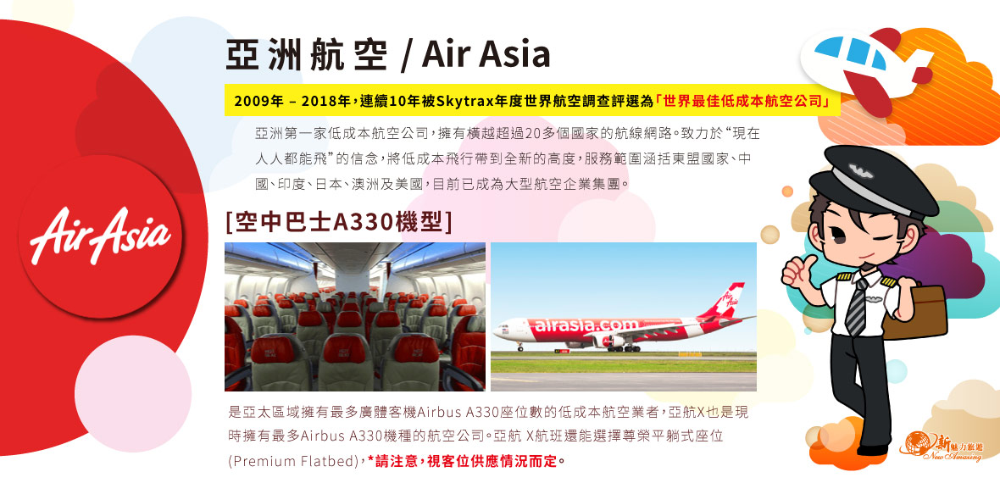 亞洲航空 / Air Asia
2009年 – 2018年,連續10年被Skytrax年度世界航空調查評選為「世界最佳低成本航空公司」
亞洲第一家低成本航空公司,擁有橫越超過20多個國家的航線網路。致力於“現在
人人都能飛”的信念,將低成本飛行帶到全新的高度,服務範圍涵括東盟國家、中
國、印度、日本、澳洲及美國,目前已成為大型航空企業集團。
AirAsia
[空中巴士A330機型]
airasia.com
Air Asia
是亞太區域擁有最多廣體客機Airbus A330座位數的低成本航空業者,亞航X也是現
時擁有最多Airbus A330機種的航空公司。亞航 X航班還能選擇尊榮平躺式座位
(Premium Flatbed),*請注意,視客位供應情況而定。
新魅力旅遊
New Amazing